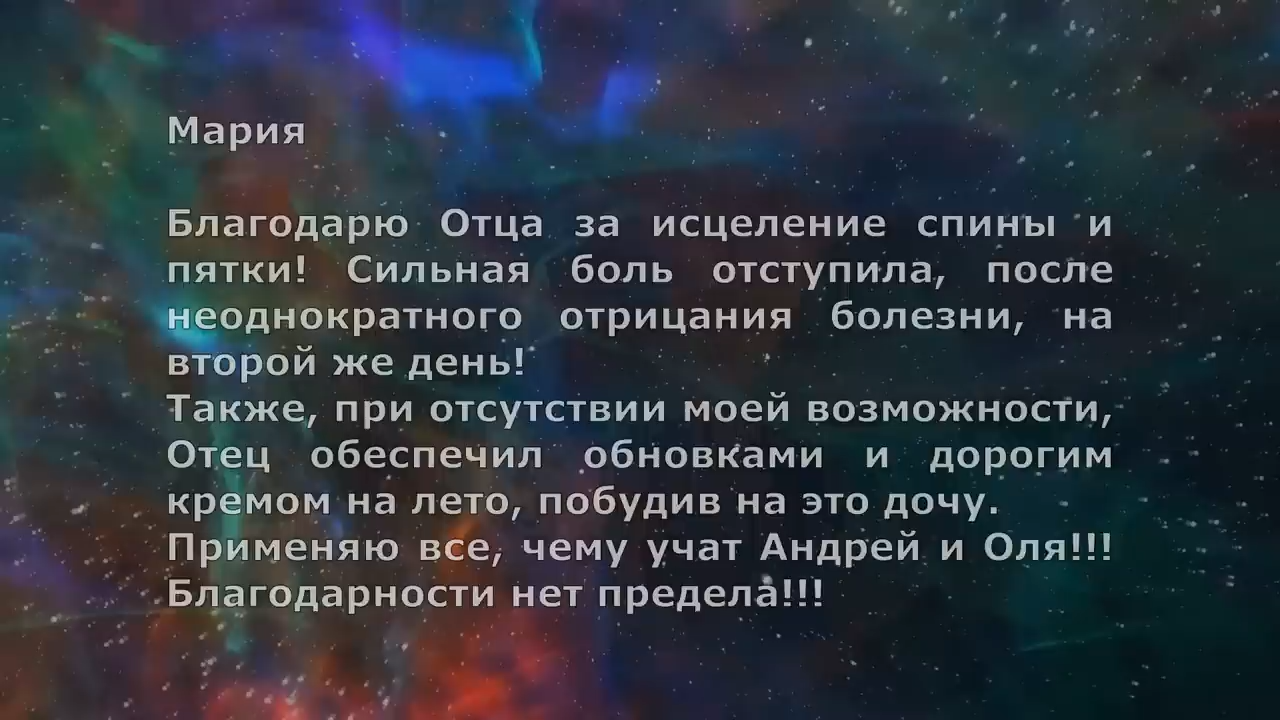 Мария
Благодарю Отца за исцеление спины и
пятки! Сильная боль отступила, после
неоднократного отрицания болезни, на
второй же день!
Также, при отсутствии моей возможности,
Отец обеспечил обновками и дорогим
кремом на лето, побудив на это дочу.
Применяю все, чему учат Андрей и Оля!!!
Благодарности нет предела!!!